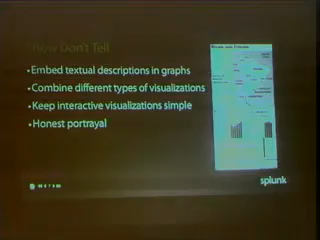 How Don't Tell
•Embed textual descriptions in graphs
•Combine different types of visualizations
•Keep interactive visualizations simple
•Honest portrayal
splunk